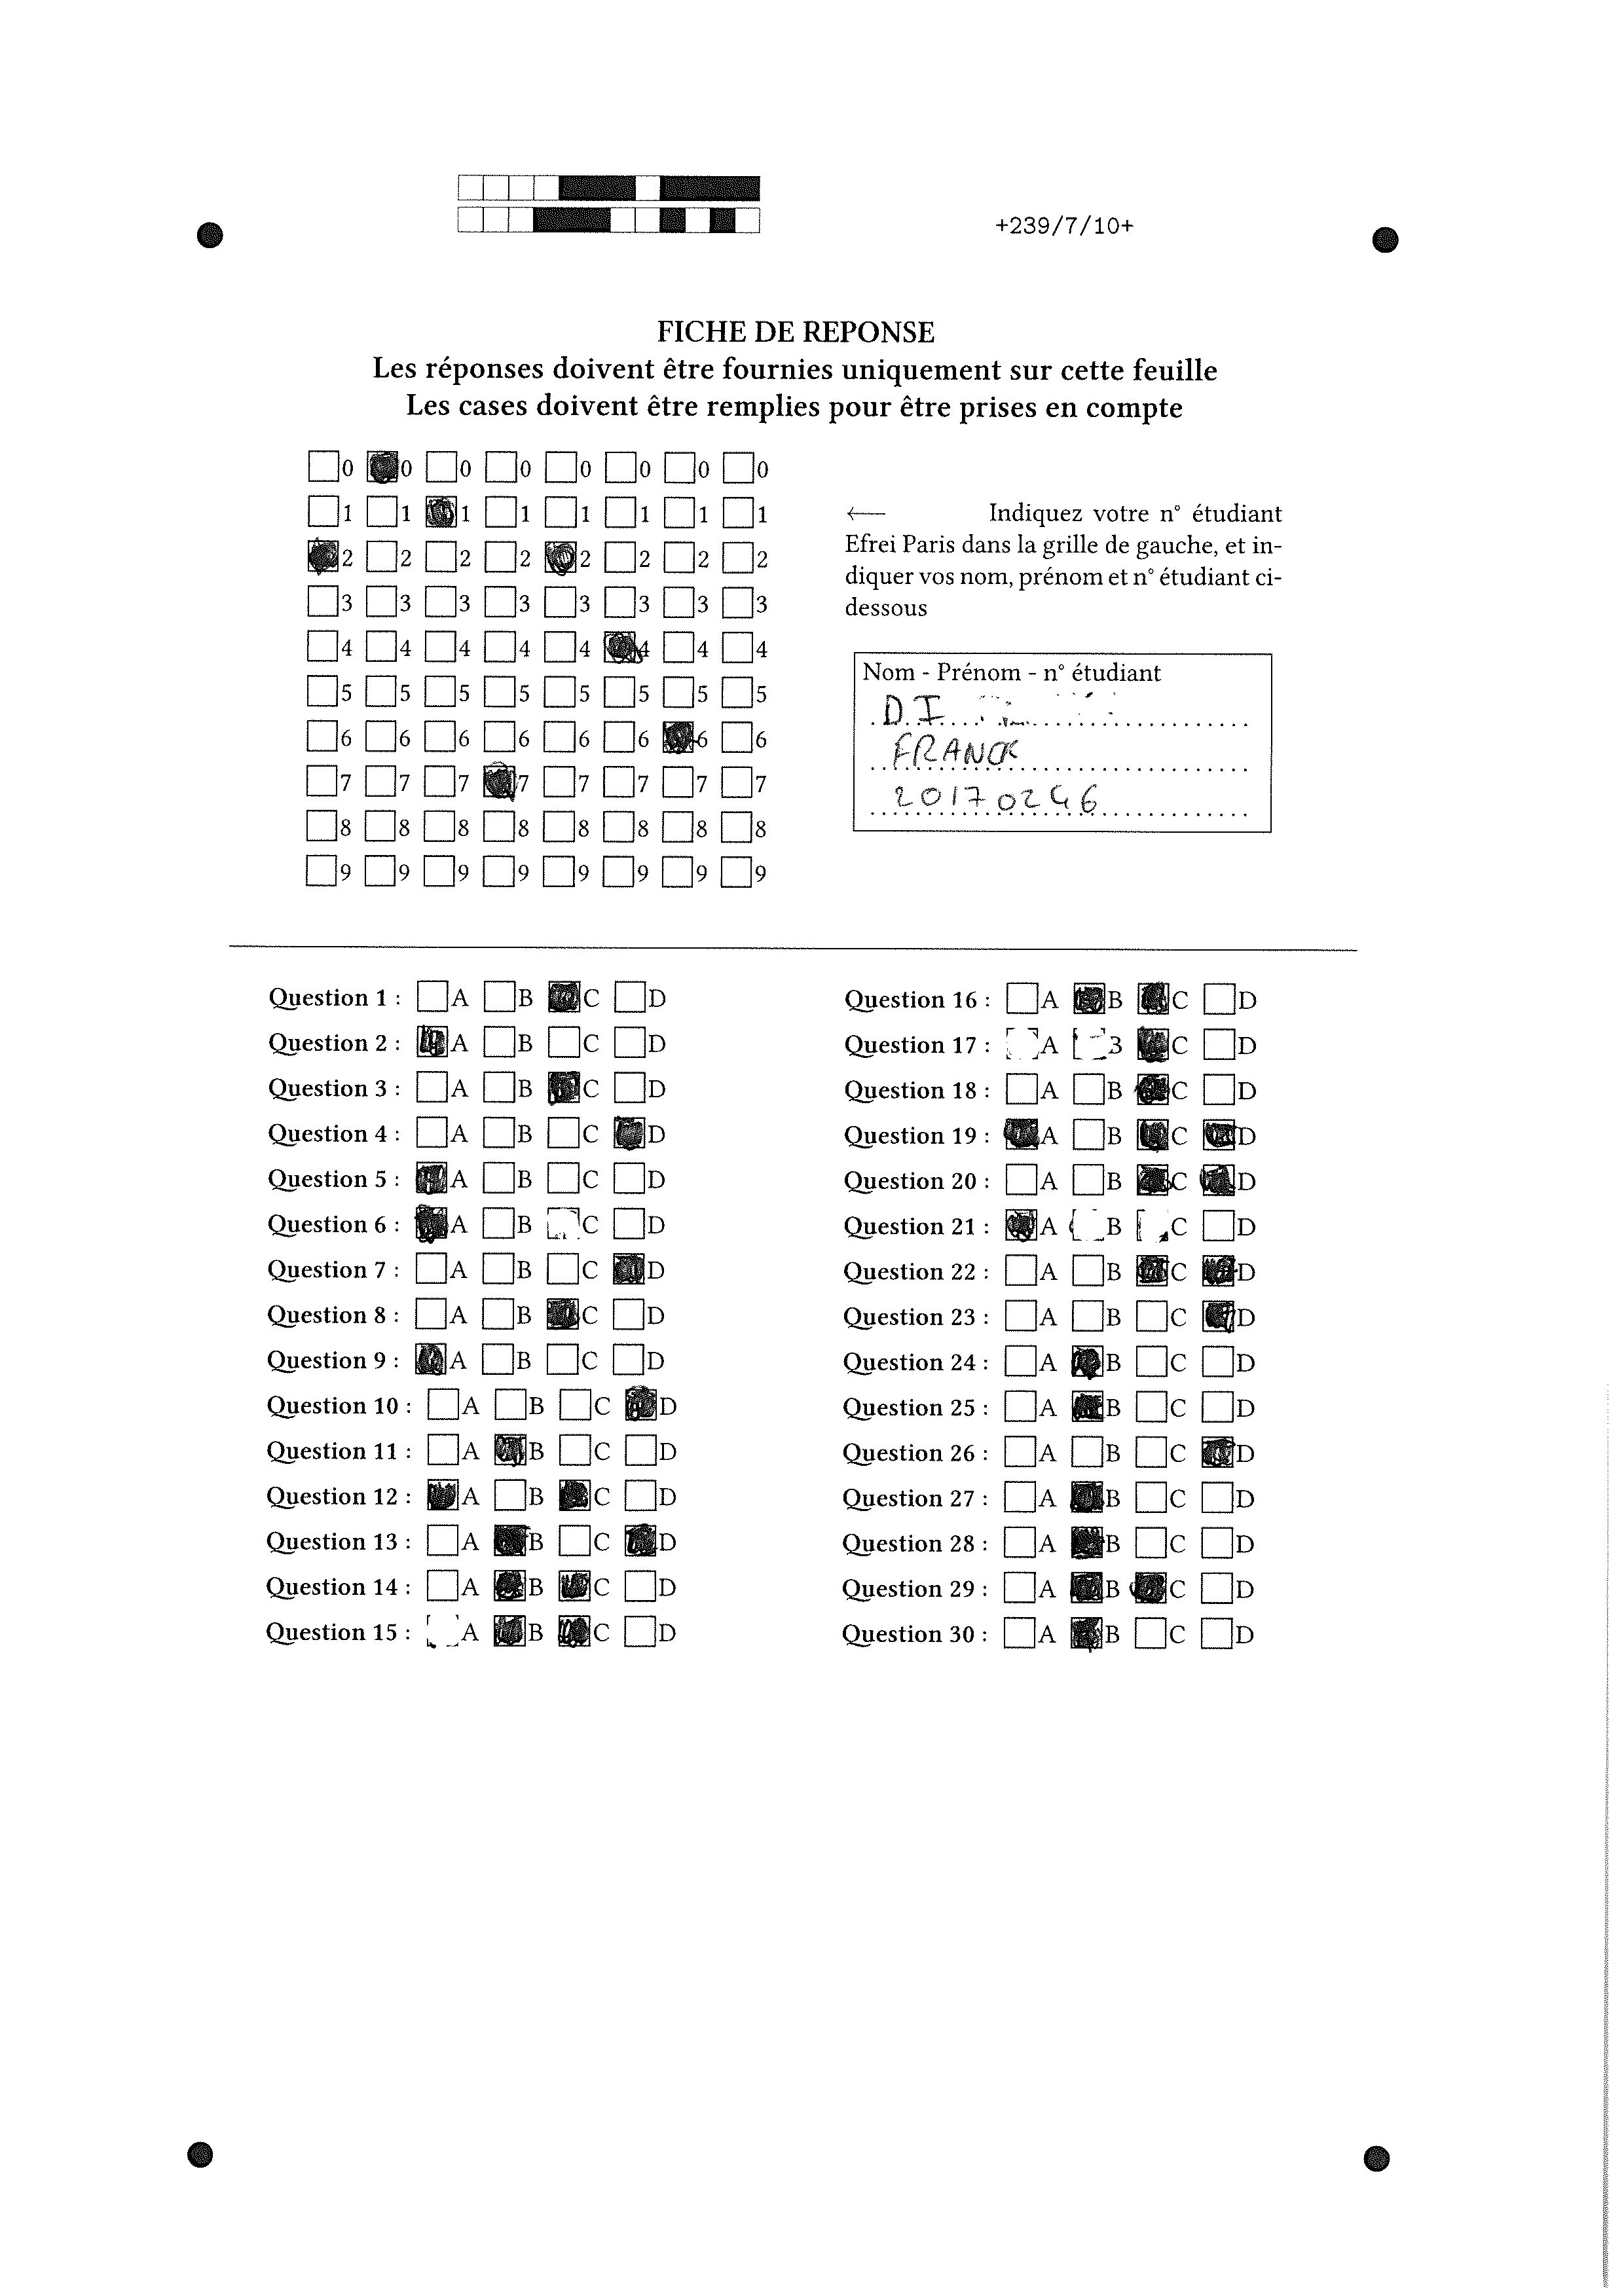 +239/7/10+
FICHE DE REPONSE
Les réponses doivent être fournies uniquement sur cette feuille
Les cases doivent être remplies pour être prises en compte
0 0 0 0 0 0 0 0
1 1 1 1 1 1 1 1
2 2 2 2 2 2 2 2
3 3 3 3 3 3 3 3
4 4 4 4 4 4 4 4
5 5 5 5 5 5 5 5
6 6 6 6 6 6 6 6
7 7 7 7 7 7 7 7
8 8 8 8 8 8 8 8
9 9 9 9 9 9 9 9
← Indiquez votre n° étudiant
Efrei Paris dans la grille de gauche, et in-
diquer vos nom, prénom et n° étudiant ci-
dessous
Nom - Prénom - n° étudiant
DI
FRANCK
20170246
Question 1 : A B C D
Question 2 : A B C D
Question 3 : A B C D
Question 4 : A B C D
Question 5 : A B C D
Question 6 : A B C D
Question 7 : A B C D
Question 8 : A B C D
Question 9 : A B C D
Question 10 : A B C D
Question 11 : A B C D
Question 12 : A B C D
Question 13 : A B C D
Question 14 : A B C D
Question 15 : A B C D
Question 16 : A B C D
Question 17 : A B C D
Question 18 : A B C D
Question 19 : A B C D
Question 20 : A B C D
Question 21 : A B C D
Question 22 : A B C D
Question 23 : A B C D
Question 24 : A B C D
Question 25 : A B C D
Question 26 : A B C D
Question 27 : A B C D
Question 28 : A B C D
Question 29 : A B C D
Question 30 : A B C D